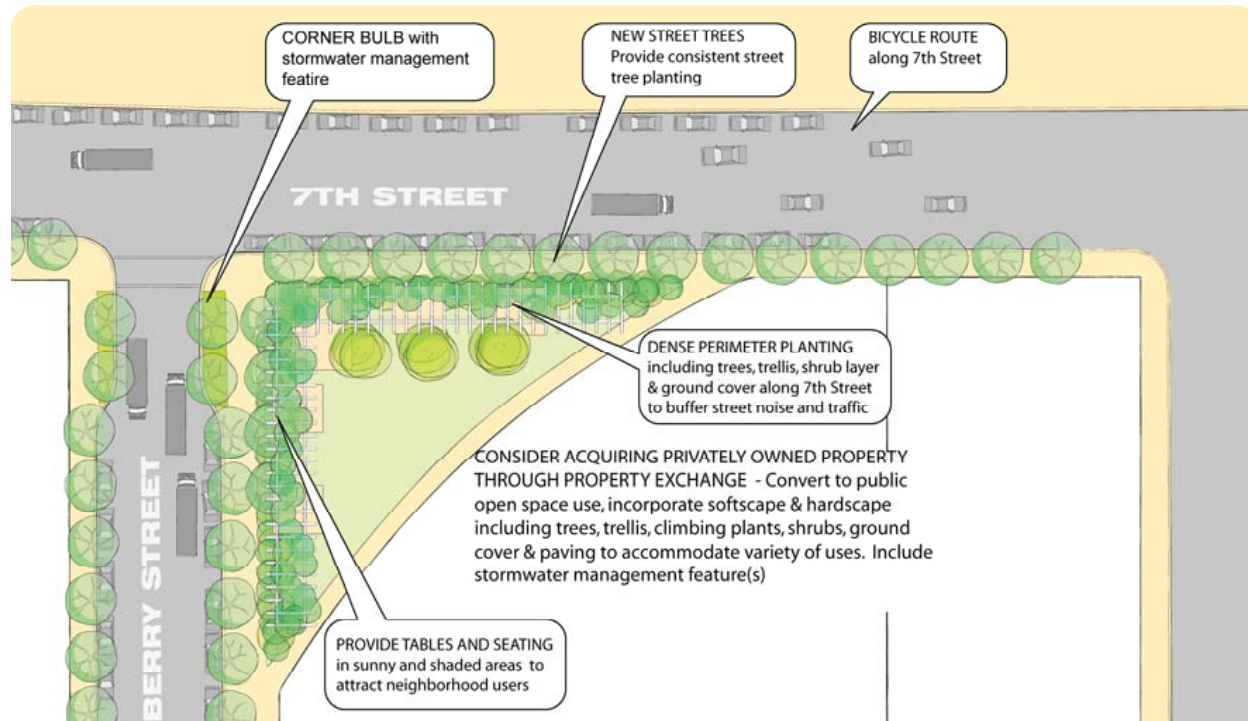 CORNER BULB with
stormwater management
featire
NEW STREET TREES
Provide consistent street
tree planting
BICYCLE ROUTE
along 7th Street
7TH STREET
DENSE PERIMETER PLANTING
including trees, trellis, shrub layer
& ground cover along 7th Street
to buffer street noise and traffic
CONSIDER ACQUIRING PRIVATELY OWNED PROPERTY
THROUGH PROPERTY EXCHANGE - Convert to public
open space use, incorporate softscape & hardscape
including trees, trellis, climbing plants, shrubs, ground
cover & paving to accommodate variety of uses. Include
stormwater management feature(s)
BERRY STREET
PROVIDE TABLES AND SEATING
in sunny and shaded areas to
attract neighborhood users